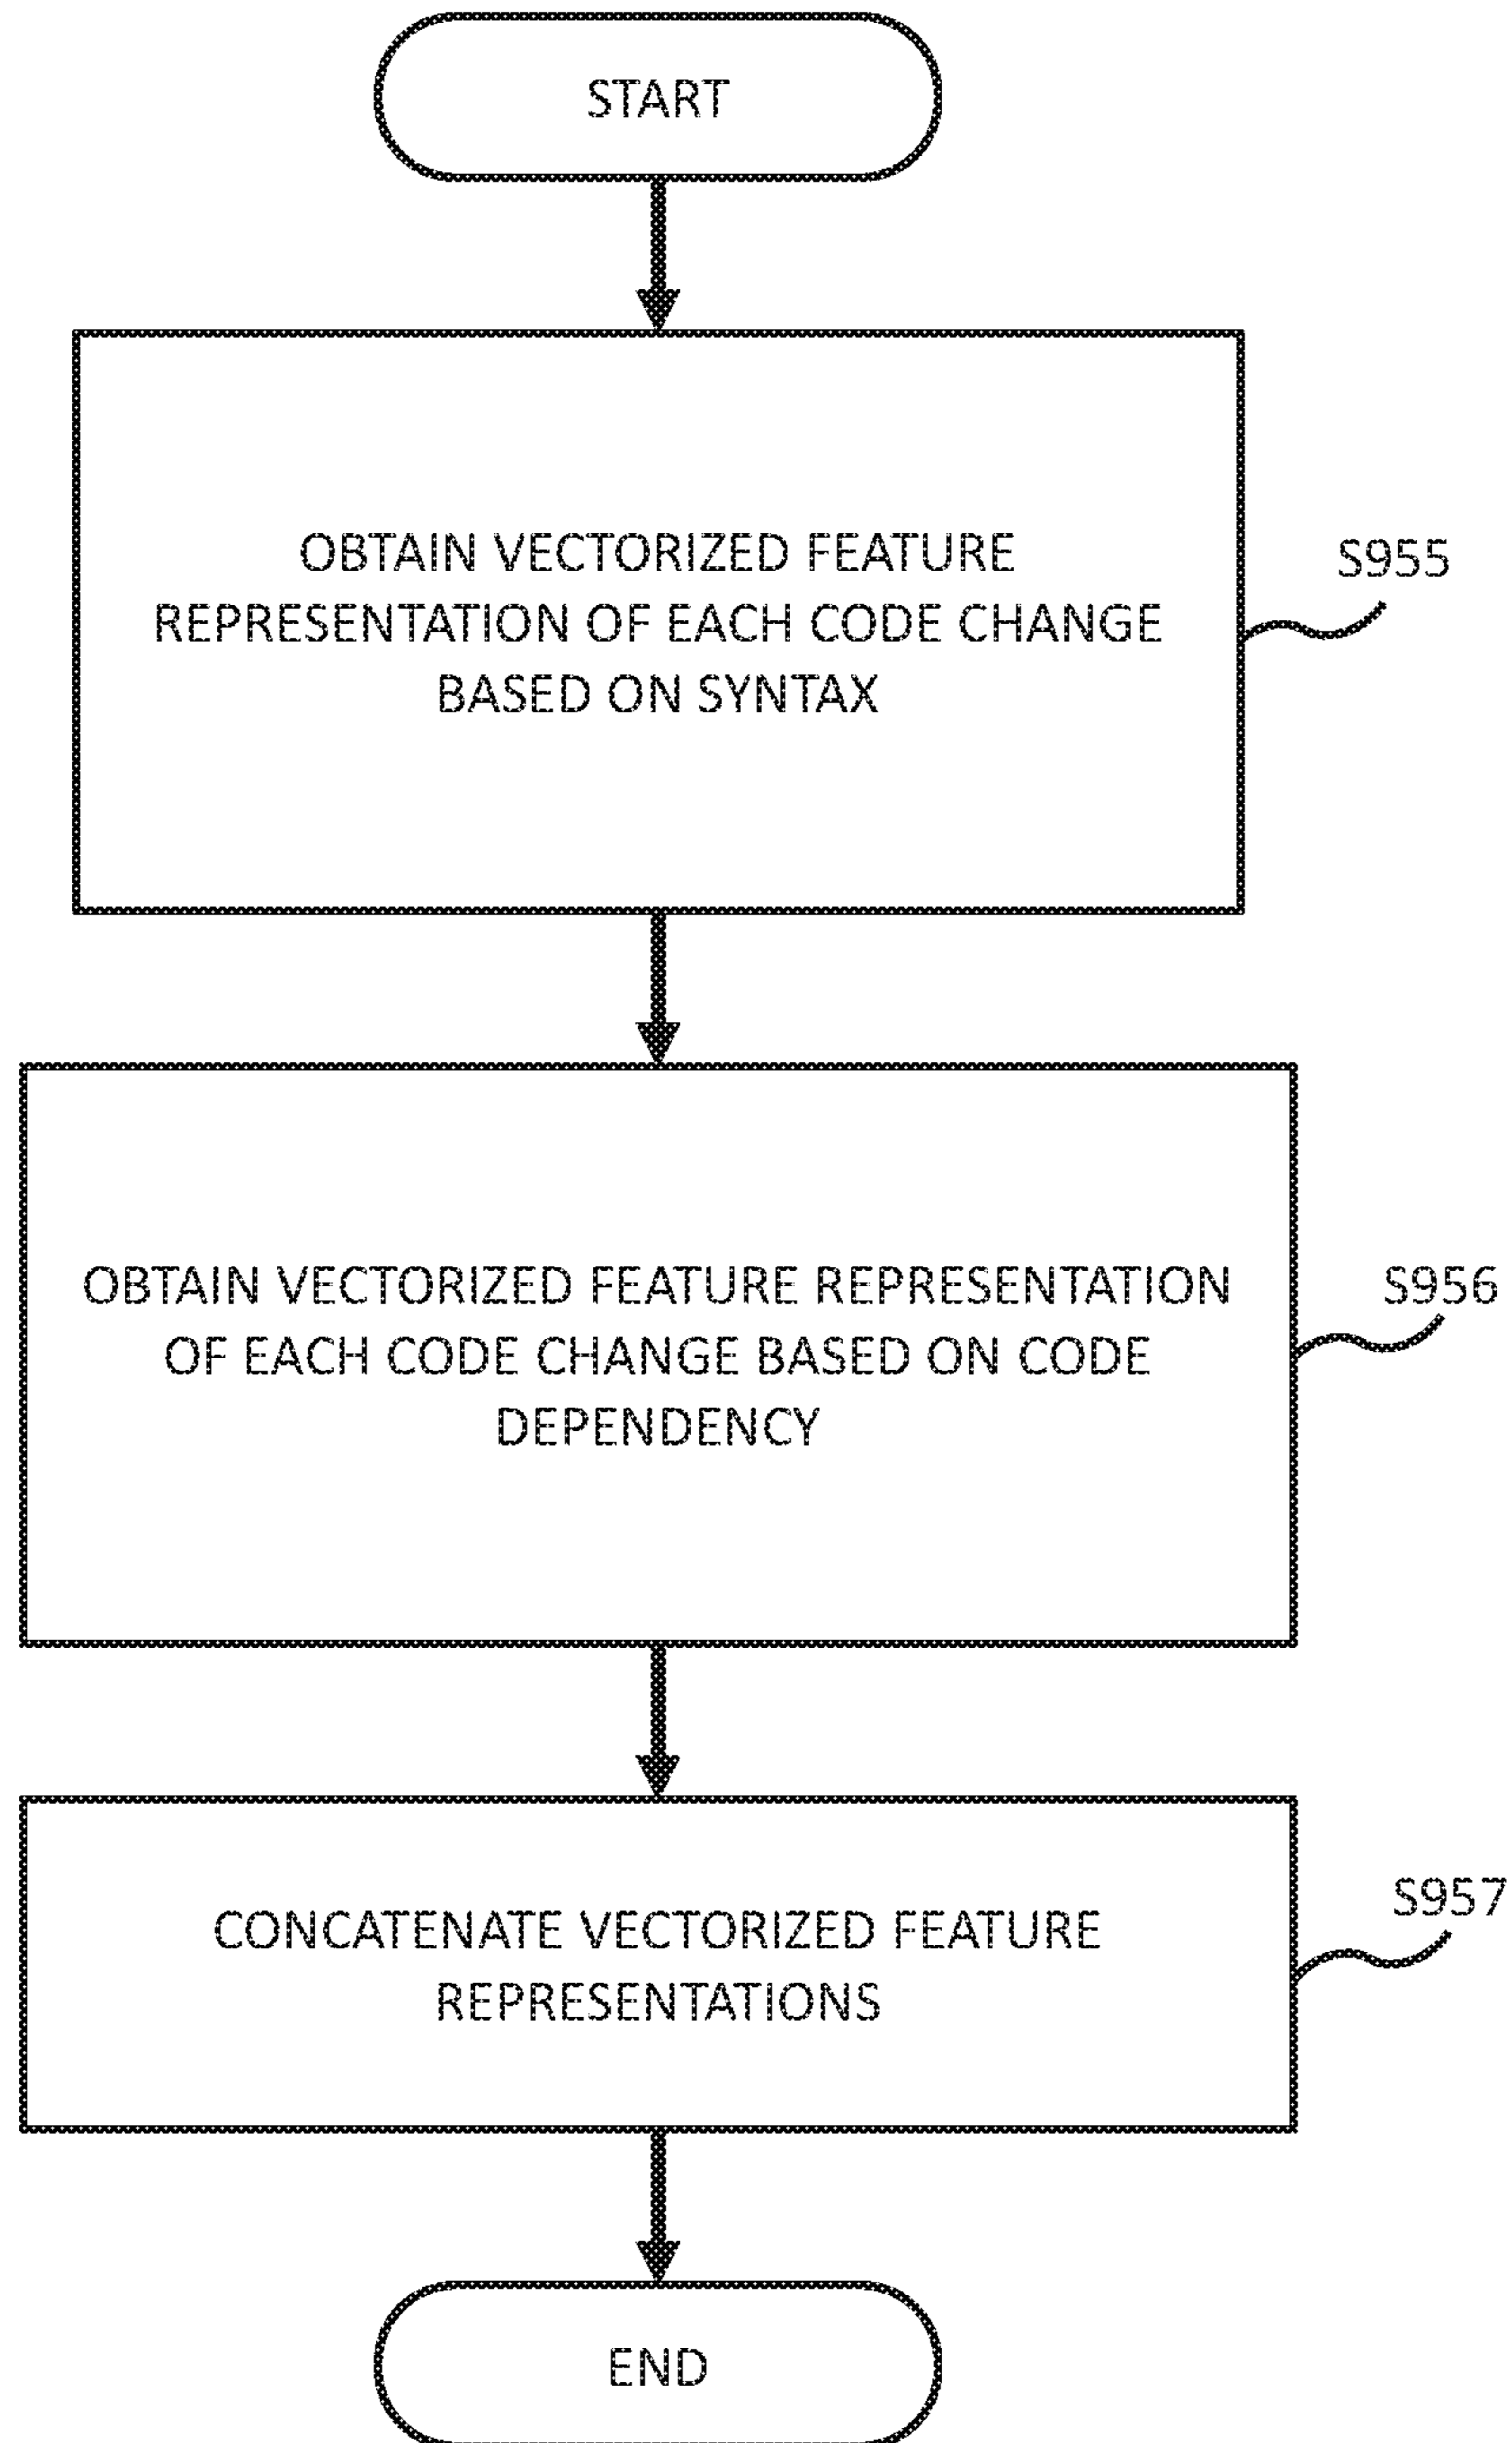 START
OBTAIN VECTORIZED FEATURE
REPRESENTATION OF EACH CODE CHANGE
BASED ON SYNTAX
S955
OBTAIN VECTORIZED FEATURE REPRESENTATION
OF EACH CODE CHANGE BASED ON CODE
DEPENDENCY
S956
CONCATENATE VECTORIZED FEATURE
REPRESENTATIONS
S957
END